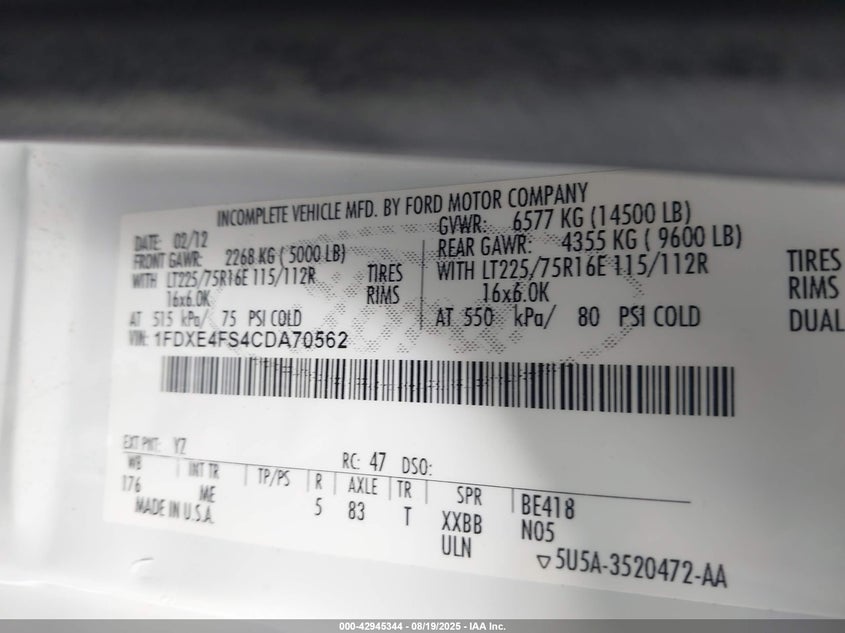 INCOMPLETE VEHICLE MFD. BY FORD MOTOR COMPANY
DATE: 02/12 GVWR: 6577 KG (14500 LB)
FRONT GAWR: 2268 KG ( 5000 LB) REAR GAWR: 4355 KG ( 9600 LB)
WITH LT225/75R16E 115/112R TIRES WITH LT225/75R16E 115/112R TIRES
16x6.0K RIMS 16x6.0K RIMS
AT 515 kPa/ 75 PSI COLD AT 550 kPa/ 80 PSI COLD DUAL
VIN: 1FDXE4FS4CDA70562
EXT PNT: YZ RC: 47 DSO:
WB INT TR TP/PS R AXLE TR SPR BE418
176 ME 5 83 T XXBB N05
MADE IN U.S.A. ULN ▽5U5A-3520472-AA
000-42945344 - 08/19/2025 - IAA Inc.